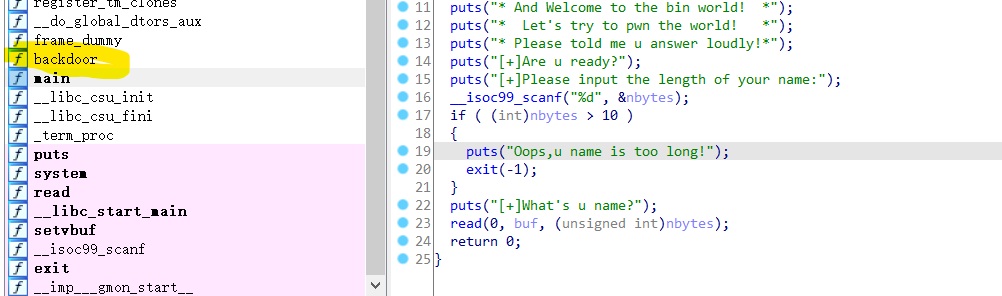 f register_tm_clones
f __do_global_dtors_aux
f frame_dummy
f backdoor
f main
f __libc_csu_init
f __libc_csu_fini
f _term_proc
f puts
f system
f read
f __libc_start_main
f setvbuf
f __isoc99_scanf
f exit
f __imp___gmon_start__
11 puts("* And Welcome to the bin world!  *");
12 puts("*  Let's try to pwn the world!   *");
13 puts("* Please told me u answer loudly!*");
14 puts("[+]Are u ready?");
15 puts("[+]Please input the length of your name:");
16 __isoc99_scanf("%d", &nbytes);
17 if ( (int)nbytes > 10 )
18 {
19 puts("Oops,u name is too long!");
20 exit(-1);
21 }
22 puts("[+]What's u name?");
23 read(0, buf, (unsigned int)nbytes);
24 return 0;
25 }